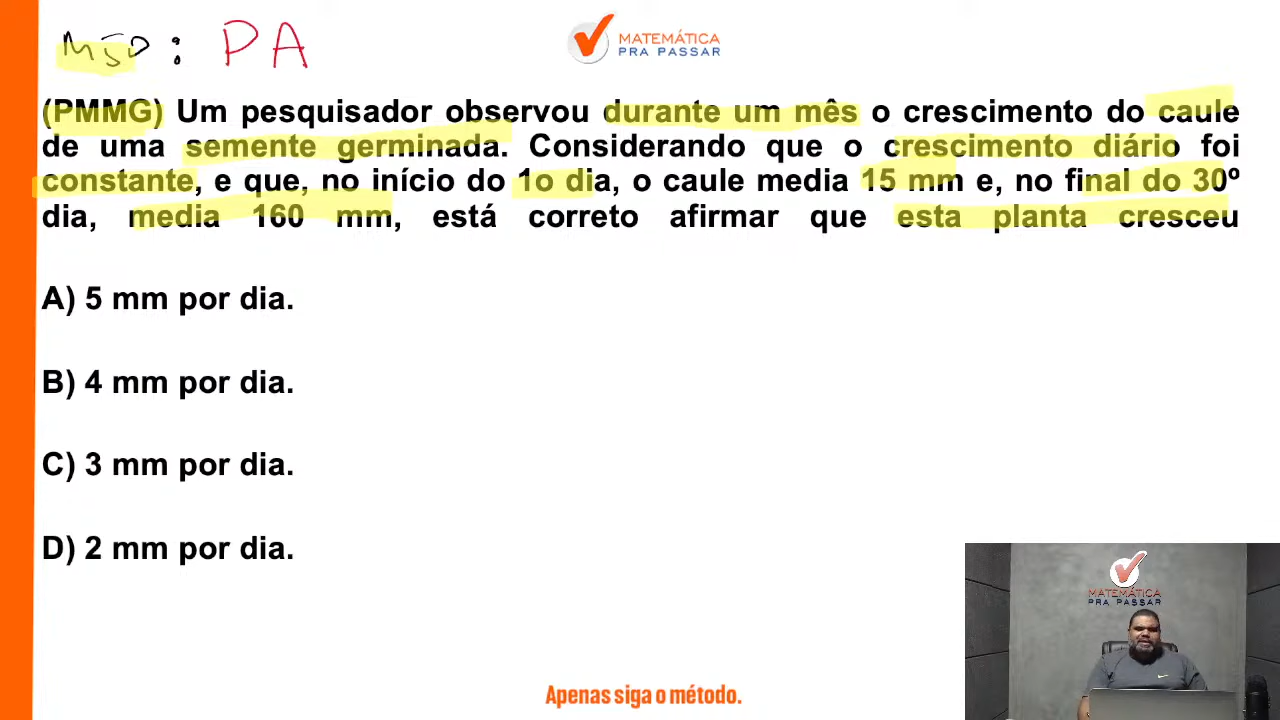 MSD: PA
MATEMÁTICA
PRA PASSAR
(PMMG) Um pesquisador observou durante um mês o crescimento do caule
de uma semente germinada. Considerando que o crescimento diário foi
constante, e que, no início do 1o dia, o caule media 15 mm e, no final do 30º
dia, media 160 mm, está correto afirmar que esta planta cresceu
A) 5 mm por dia.
B) 4 mm por dia.
C) 3 mm por dia.
D) 2 mm por dia.
MATEMÁTICA
PRA PASSAR
Apenas siga o método.